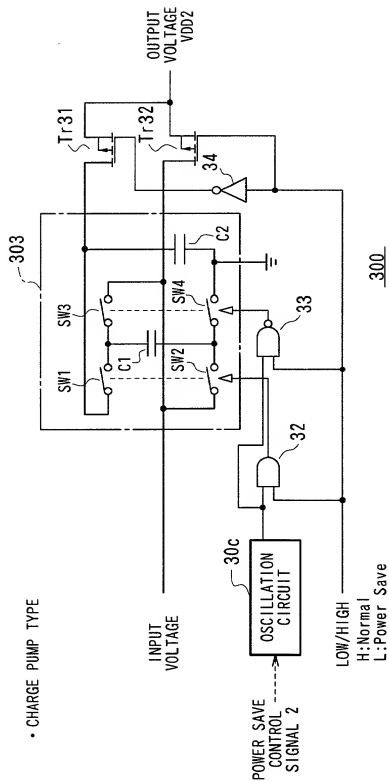 • CHARGE PUMP TYPE
303
SW1
SW3
C1
C2
SW2
SW4
Tr31
Tr32
OUTPUT
VOLTAGE
VDD2
INPUT
VOLTAGE
34
30c
OSCILLATION
CIRCUIT
32
33
POWER SAVE
CONTROL
SIGNAL 2
LOW/HIGH
H:Normal
L:Power Save
300